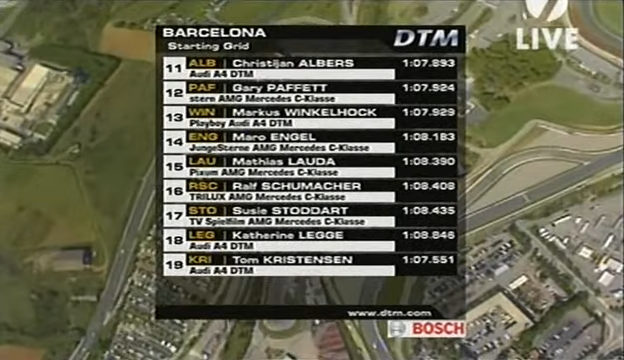 BARCELONA
Starting Grid
DTM
7
LIVE
11 ALB | Christijan ALBERS 1:07.893
Audi A4 DTM
12 PAF | Gary PAFFETT 1:07.924
stern AMG Mercedes C-Klasse
13 WIN | Markus WINKELHOCK 1:07.929
Playboy Audi A4 DTM
14 ENG | Maro ENGEL 1:08.183
JungeSterne AMG Mercedes C-Klasse
15 LAU | Mathias LAUDA 1:08.390
Pixum AMG Mercedes C-Klasse
16 RSC | Ralf SCHUMACHER 1:08.408
TRILUX AMG Mercedes C-Klasse
17 STO | Susie STODDART 1:08.435
TV Spielfilm AMG Mercedes C-Klasse
18 LEG | Katherine LEGGE 1:08.846
Audi A4 DTM
19 KRI | Tom KRISTENSEN 1:07.551
Audi A4 DTM
www.dtm.com
BOSCH